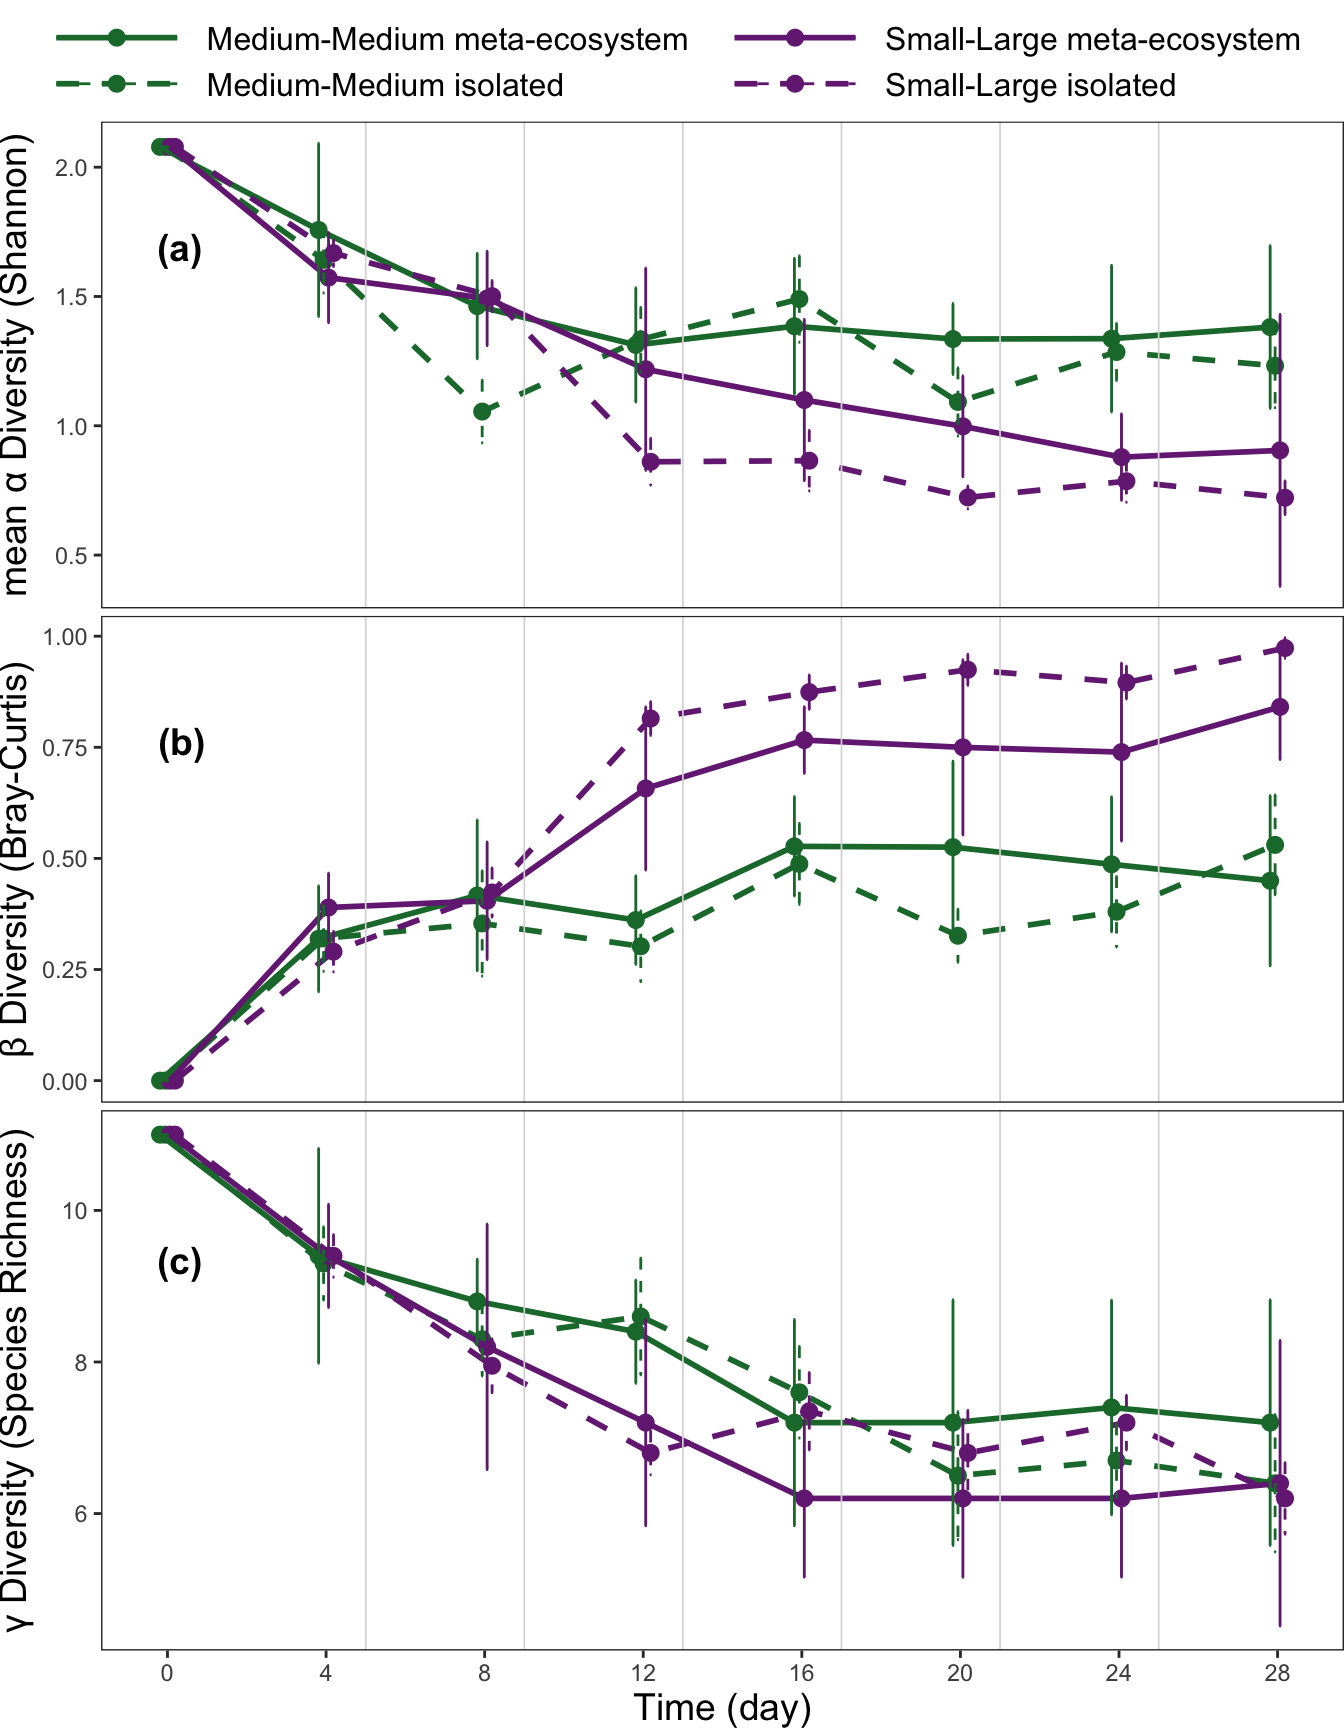 Medium-Medium meta-ecosystem
Small-Large meta-ecosystem
Medium-Medium isolated
Small-Large isolated
mean α Diversity (Shannon)
2.0
1.5
1.0
0.5
(a)
β Diversity (Bray-Curtis)
1.00
0.75
0.50
0.25
0.00
(b)
γ Diversity (Species Richness)
10
8
6
(c)
0 4 8 12 16 20 24 28
Time (day)